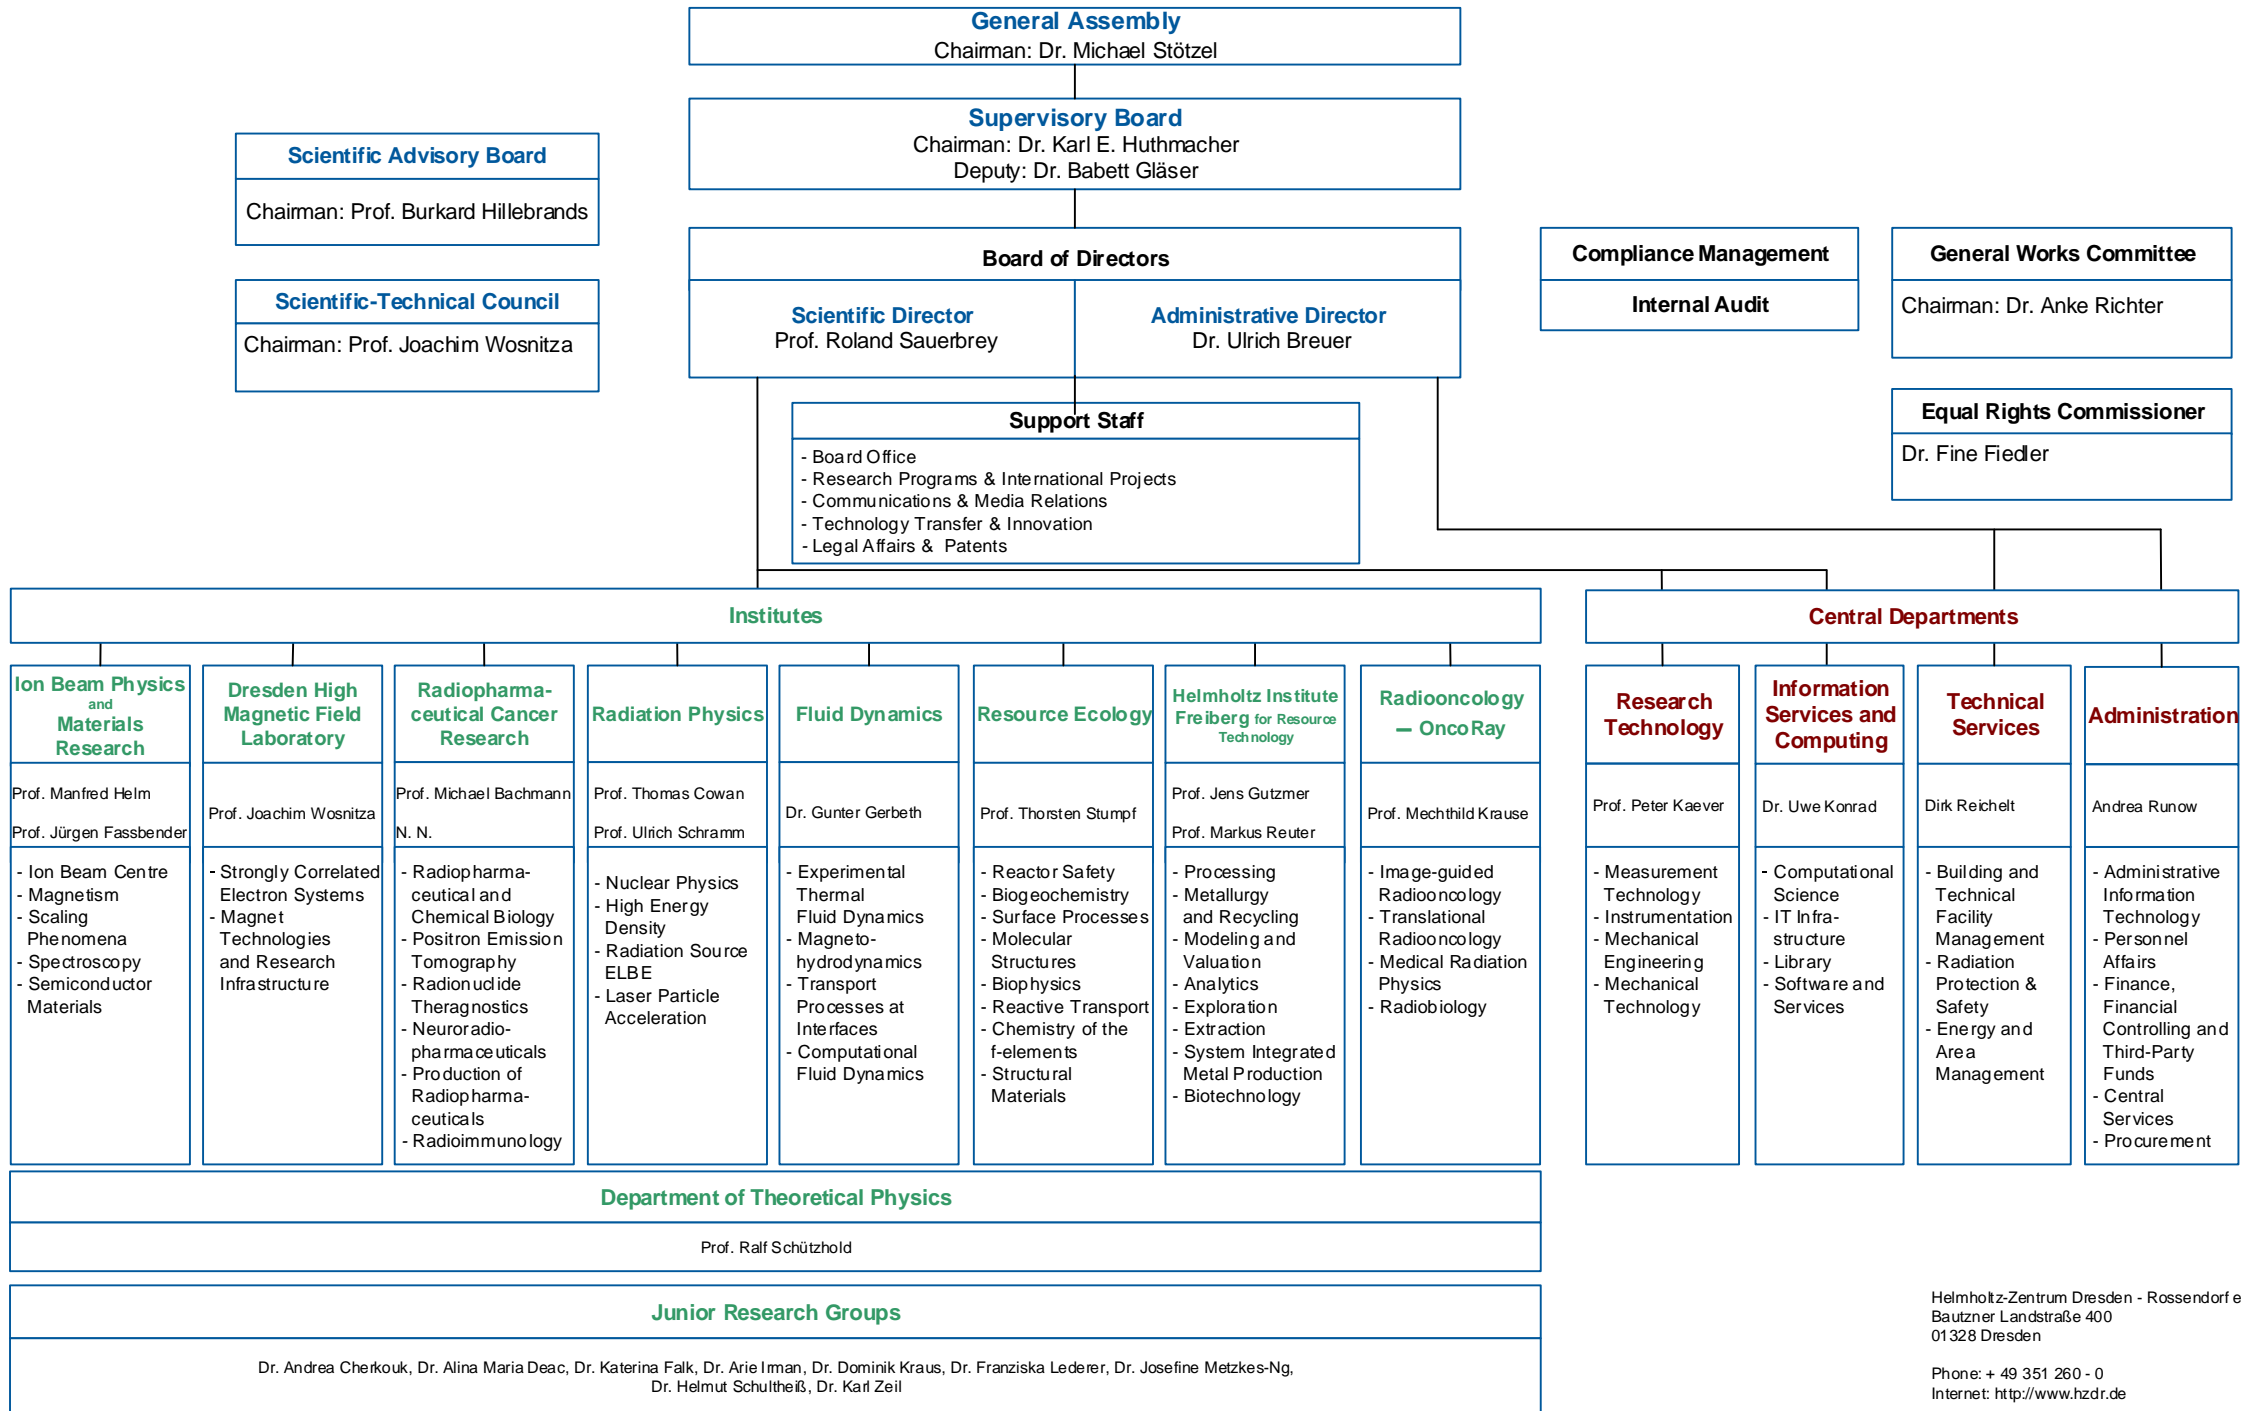 General Assembly
Chairman: Dr. Michael Stötzel
Supervisory Board
Chairman: Dr. Karl E. Huthmacher
Deputy: Dr. Babett Gläser
Scientific Advisory Board
Chairman: Prof. Burkard Hillebrands
Scientific-Technical Council
Chairman: Prof. Joachim Wosnitza
Board of Directors
Scientific Director
Prof. Roland Sauerbrey
Administrative Director
Dr. Ulrich Breuer
Compliance Management
Internal Audit
General Works Committee
Chairman: Dr. Anke Richter
Equal Rights Commissioner
Dr. Fine Fiedler
Support Staff
- Board Office
- Research Programs & International Projects
- Communications & Media Relations
- Technology Transfer & Innovation
- Legal Affairs & Patents
Institutes
Ion Beam Physics
and
Materials
Research
Prof. Manfred Helm
Prof. Jürgen Fassbender
- Ion Beam Centre
- Magnetism
- Scaling
Phenomena
- Spectroscopy
- Semiconductor
Materials
Dresden High
Magnetic Field
Laboratory
Prof. Joachim Wosnitza
- Strongly Correlated
Electron Systems
- Magnet
Technologies
and Research
Infrastructure
Radiopharma-
ceutical Cancer
Research
Prof. Michael Bachmann
N. N.
- Radiopharma-
ceutical and
Chemical Biology
- Positron Emission
Tomography
- Radionuclide
Theragnostics
- Neuroradio-
pharmaceuticals
- Production of
Radiopharma-
ceuticals
- Radioimmunology
Radiation Physics
Prof. Thomas Cowan
Prof. Ulrich Schramm
- Nuclear Physics
- High Energy
Density
- Radiation Source
ELBE
- Laser Particle
Acceleration
Fluid Dynamics
Dr. Gunter Gerbeth
- Experimental
Thermal
Fluid Dynamics
- Magneto-
hydrodynamics
- Transport
Processes at
Interfaces
- Computational
Fluid Dynamics
Resource Ecology
Prof. Thorsten Stumpf
- Reactor Safety
- Biogeochemistry
- Surface Processes
- Molecular
Structures
- Biophysics
- Reactive Transport
- Chemistry of the
f-elements
- Structural
Materials
Helmholtz Institute
Freiberg for Resource
Technology
Prof. Jens Gutzmer
Prof. Markus Reuter
- Processing
- Metallurgy
and Recycling
- Modeling and
Valuation
- Analytics
- Exploration
- Extraction
- System Integrated
Metal Production
- Biotechnology
Radiooncology
– OncoRay
Prof. Mechthild Krause
- Image-guided
Radiooncology
- Translational
Radiooncology
- Medical Radiation
Physics
- Radiobiology
Central Departments
Research
Technology
Prof. Peter Kaever
- Measurement
Technology
- Instrumentation
- Mechanical
Engineering
- Mechanical
Technology
Information
Services and
Computing
Dr. Uwe Konrad
- Computational
Science
- IT Infra-
structure
- Library
- Software and
Services
Technical
Services
Dirk Reichelt
- Building and
Technical
Facility
Management
- Radiation
Protection &
Safety
- Energy and
Area
Management
Administration
Andrea Runow
- Administrative
Information
Technology
- Personnel
Affairs
- Finance,
Financial
Controlling and
Third-Party
Funds
- Central
Services
- Procurement
Department of Theoretical Physics
Prof. Ralf Schützhold
Junior Research Groups
Dr. Andrea Cherkouk, Dr. Alina Maria Deac, Dr. Katerina Falk, Dr. Arie Irman, Dr. Dominik Kraus, Dr. Franziska Lederer, Dr. Josefine Metzkes-Ng,
Dr. Helmut Schultheiß, Dr. Karl Zeil
Helmholtz-Zentrum Dresden - Rossendorf e
Bautzner Landstraße 400
01328 Dresden
Phone: + 49 351 260 - 0
Internet: http://www.hzdr.de